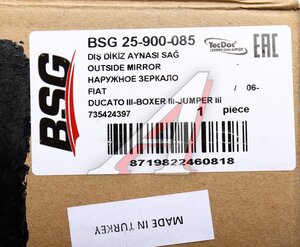 BSG
BSG 25-900-085
TecDoc
DIŞ DİKİZ AYNASI SAĞ
OUTSIDE MIRROR
НАРУЖНОЕ ЗЕРКАЛО
FIAT / 06-
DUCATO III-BOXER III-JUMPER III
735424397 1 piece
8719822460818
MADE IN TURKEY